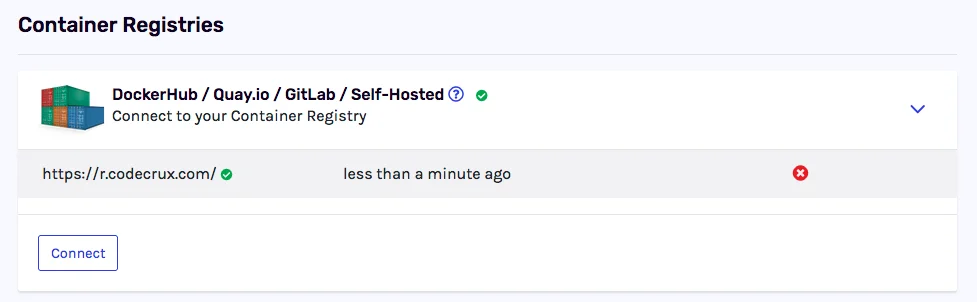 Container Registries
DockerHub / Quay.io / GitLab / Self-Hosted ?
Connect to your Container Registry
https://r.codecrux.com/ less than a minute ago
Connect